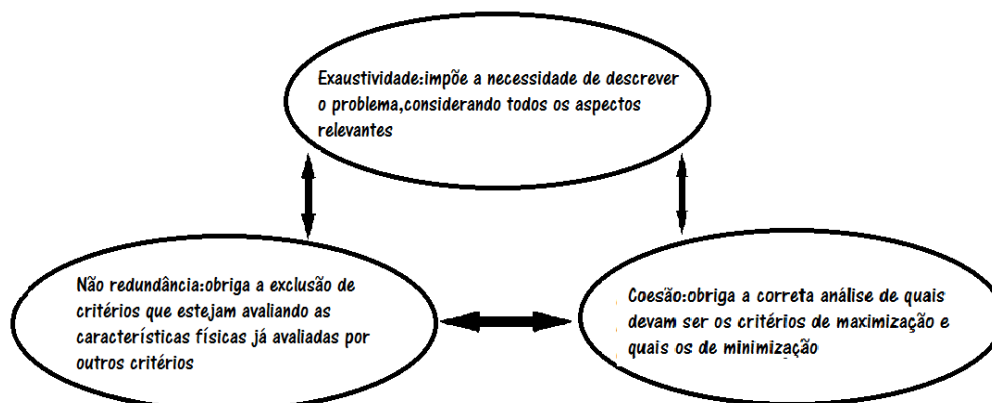 Exaustividade:impõe a necessidade de descrever
o problema,considerando todos os aspectos
relevantes
Não redundância:obriga a exclusão de
critérios que estejam avaliando as
características físicas já avaliadas por
outros critérios
Coesão:obriga a correta análise de quais
devam ser os critérios de maximização e
quais os de minimização